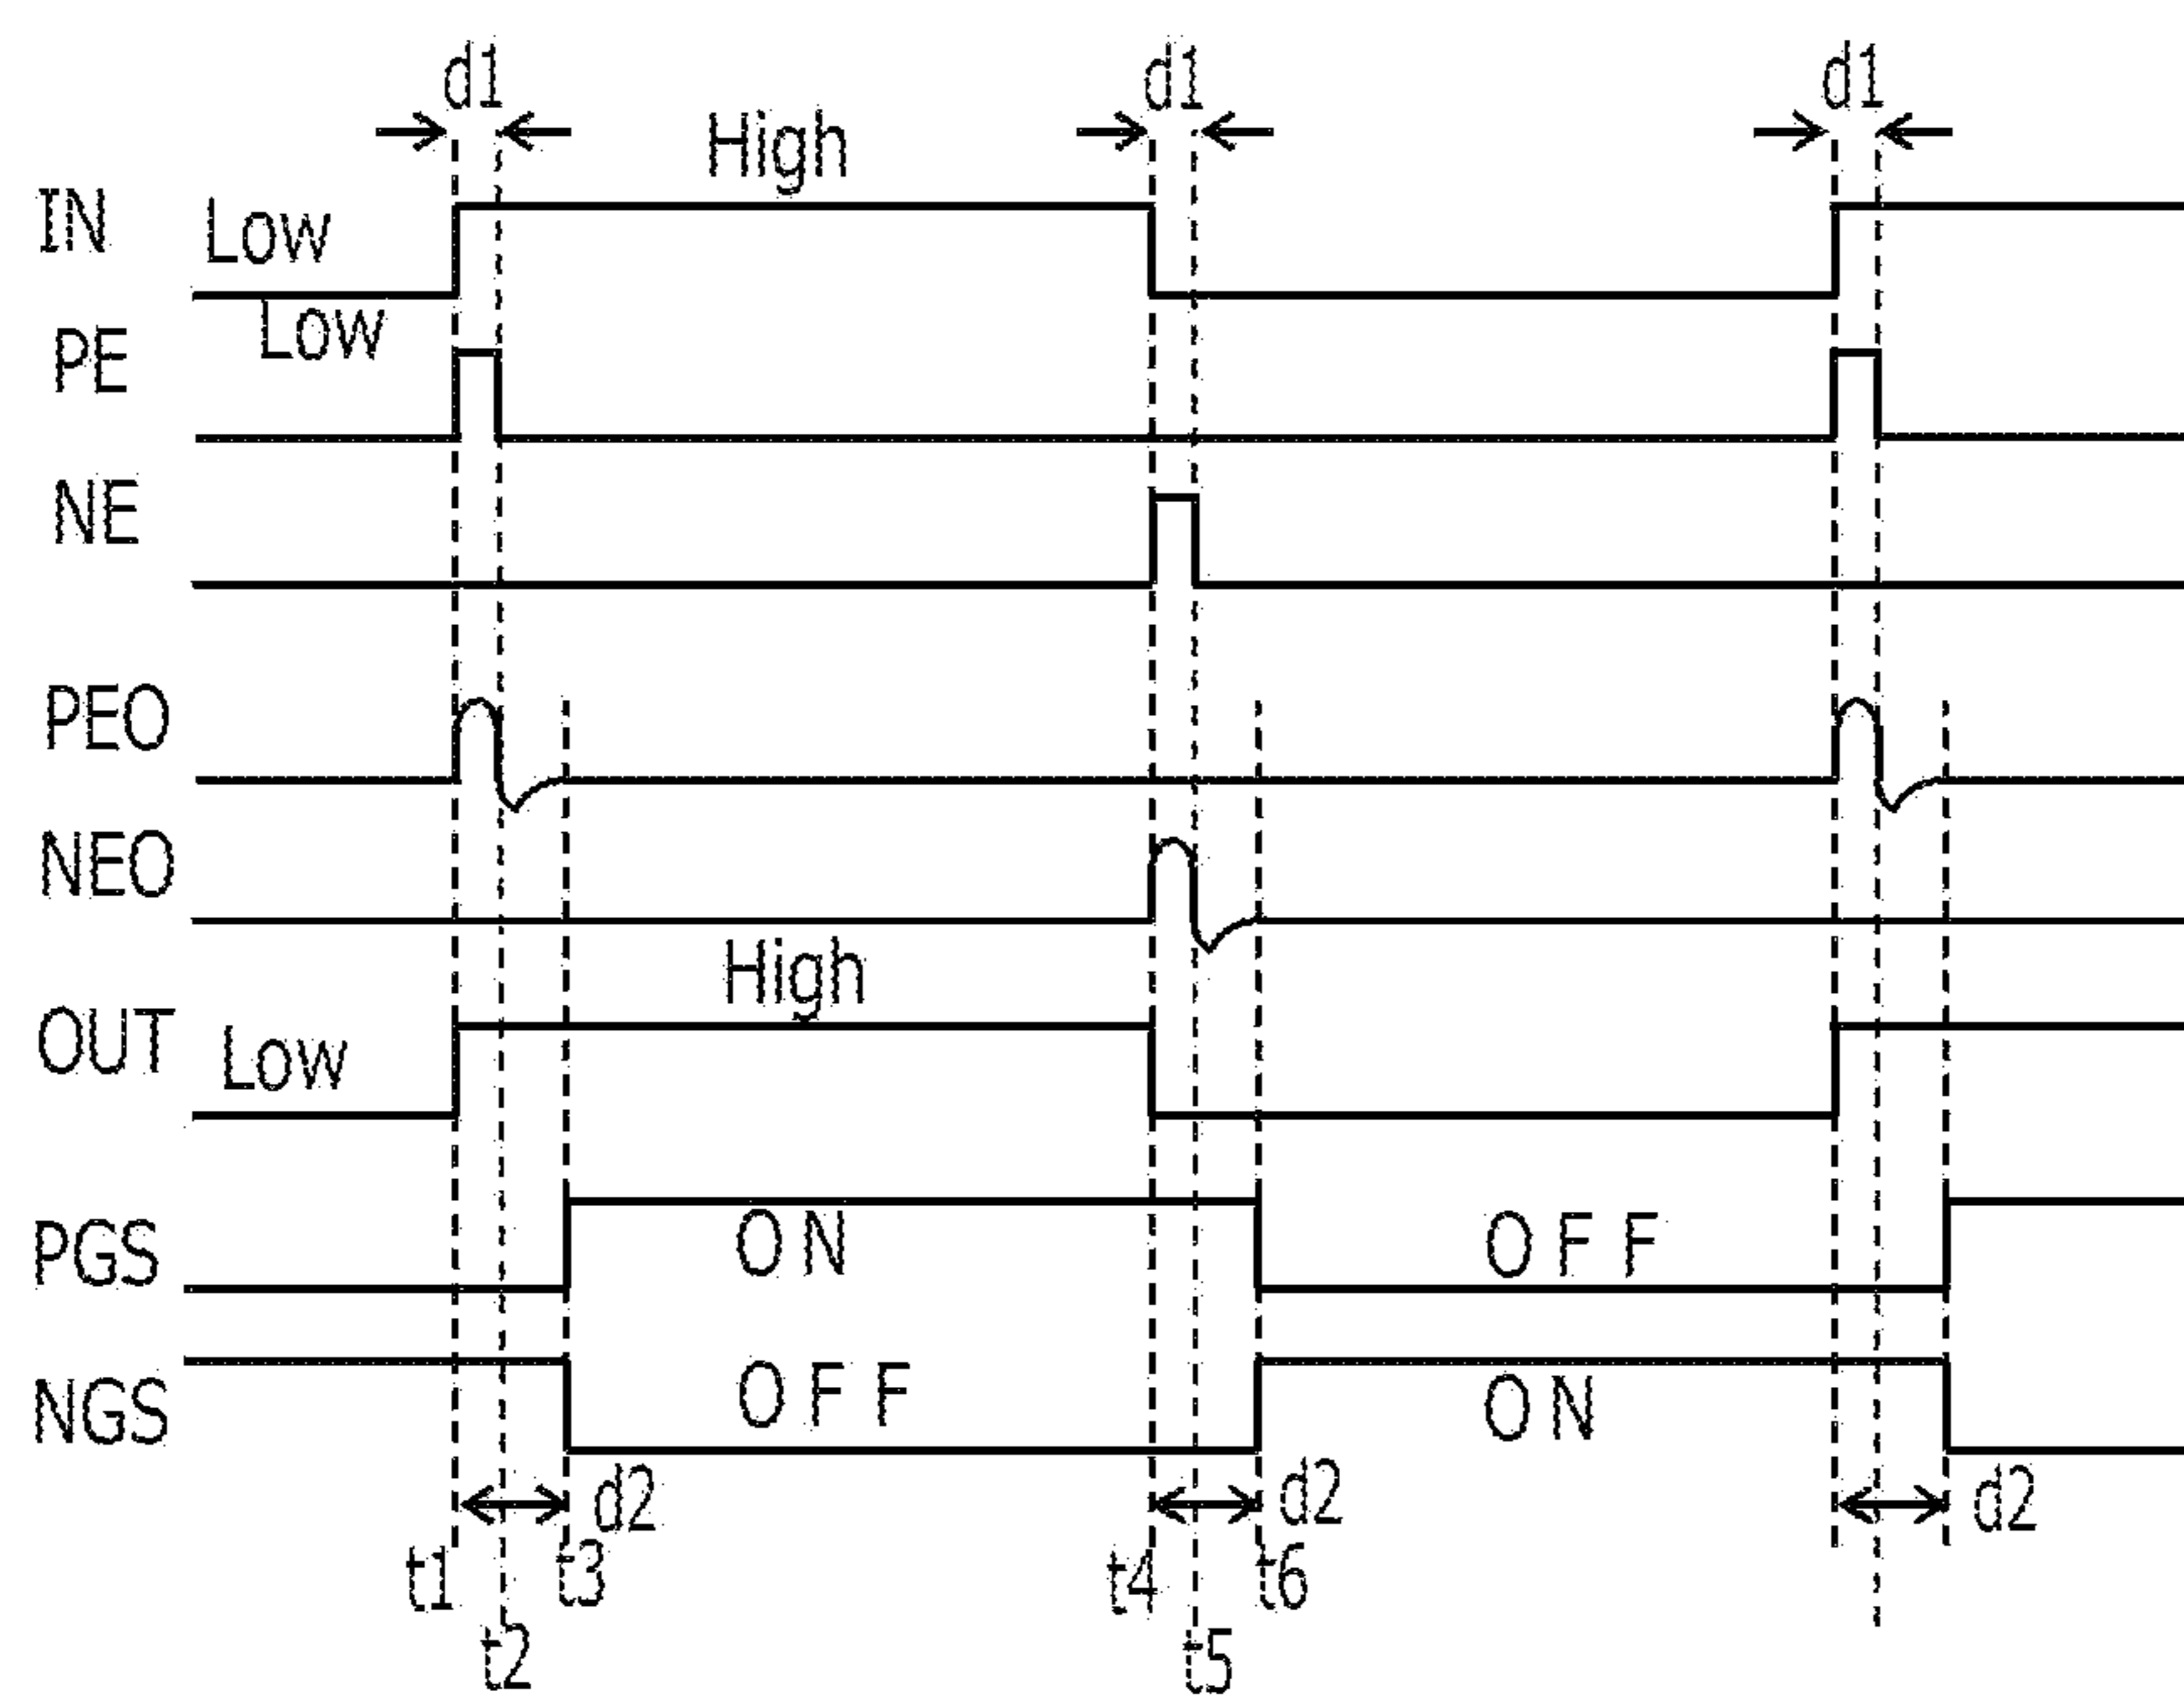 d1 d1 d1
High
IN Low
Low
PE
NE
PEO
NEO
High
OUT Low
PGS ON OFF
NGS OFF ON
d2 d2 d2
t1 t3 t4 t6
t2 t5